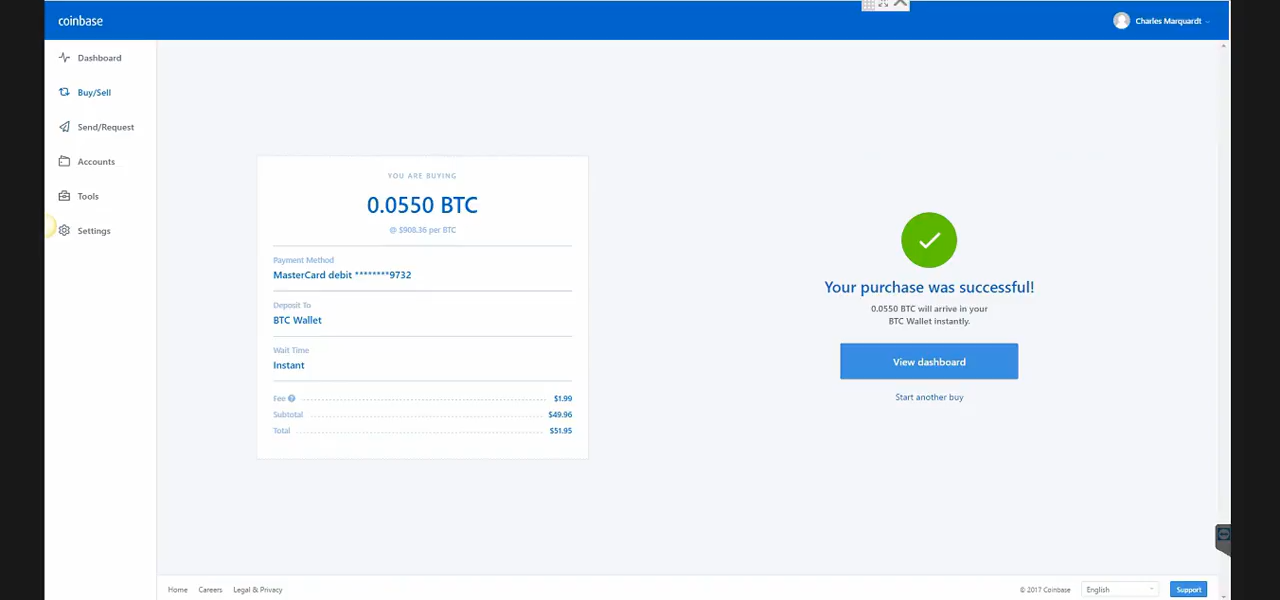 coinbase
Charles Marquardt
Dashboard
Buy/Sell
Send/Request
Accounts
Tools
Settings
YOU ARE BUYING
0.0550 BTC
@ $908.36 per BTC
Payment Method
MasterCard debit ********9732
Deposit To
BTC Wallet
Wait Time
Instant
Fee ? $1.99
Subtotal $49.96
Total $51.95
Your purchase was successful!
0.0550 BTC will arrive in your
BTC Wallet instantly.
View dashboard
Start another buy
Home Careers Legal & Privacy
© 2017 Coinbase English Support